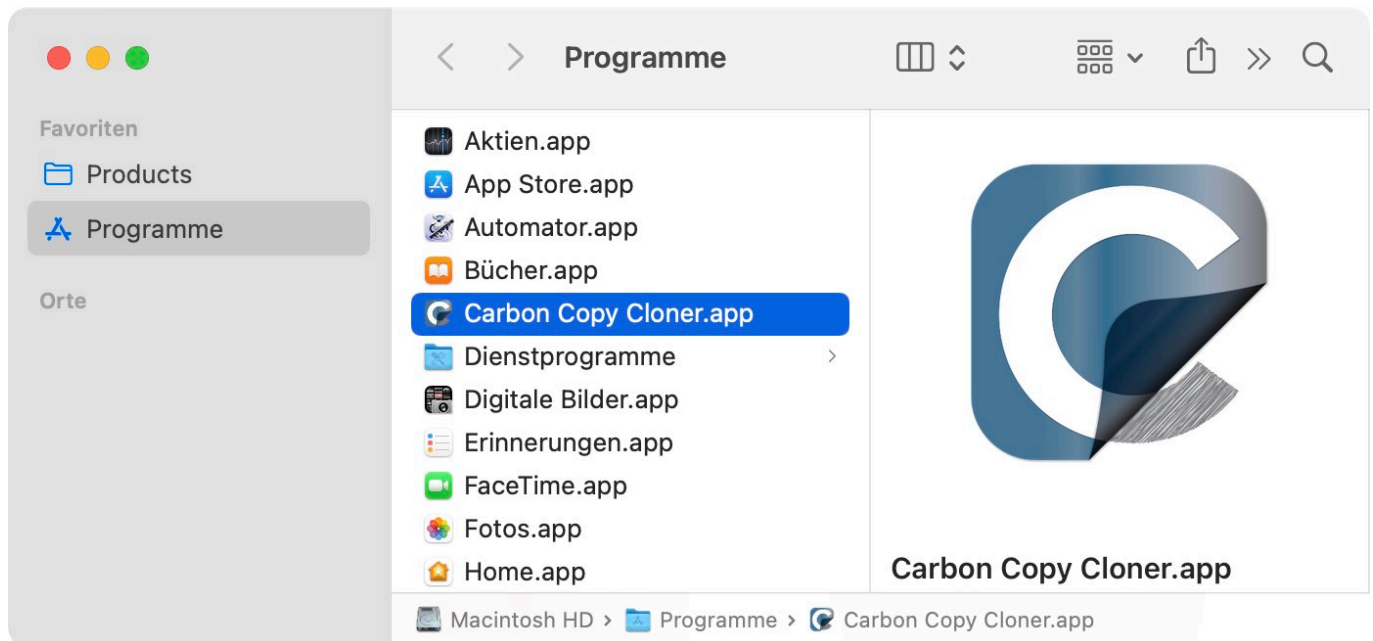 Programme
Favoriten
Products
Programme
Orte
Aktien.app
App Store.app
Automator.app
Bücher.app
Carbon Copy Cloner.app
Dienstprogramme
Digitale Bilder.app
Erinnerungen.app
FaceTime.app
Fotos.app
Home.app
Carbon Copy Cloner.app
Macintosh HD › Programme › Carbon Copy Cloner.app